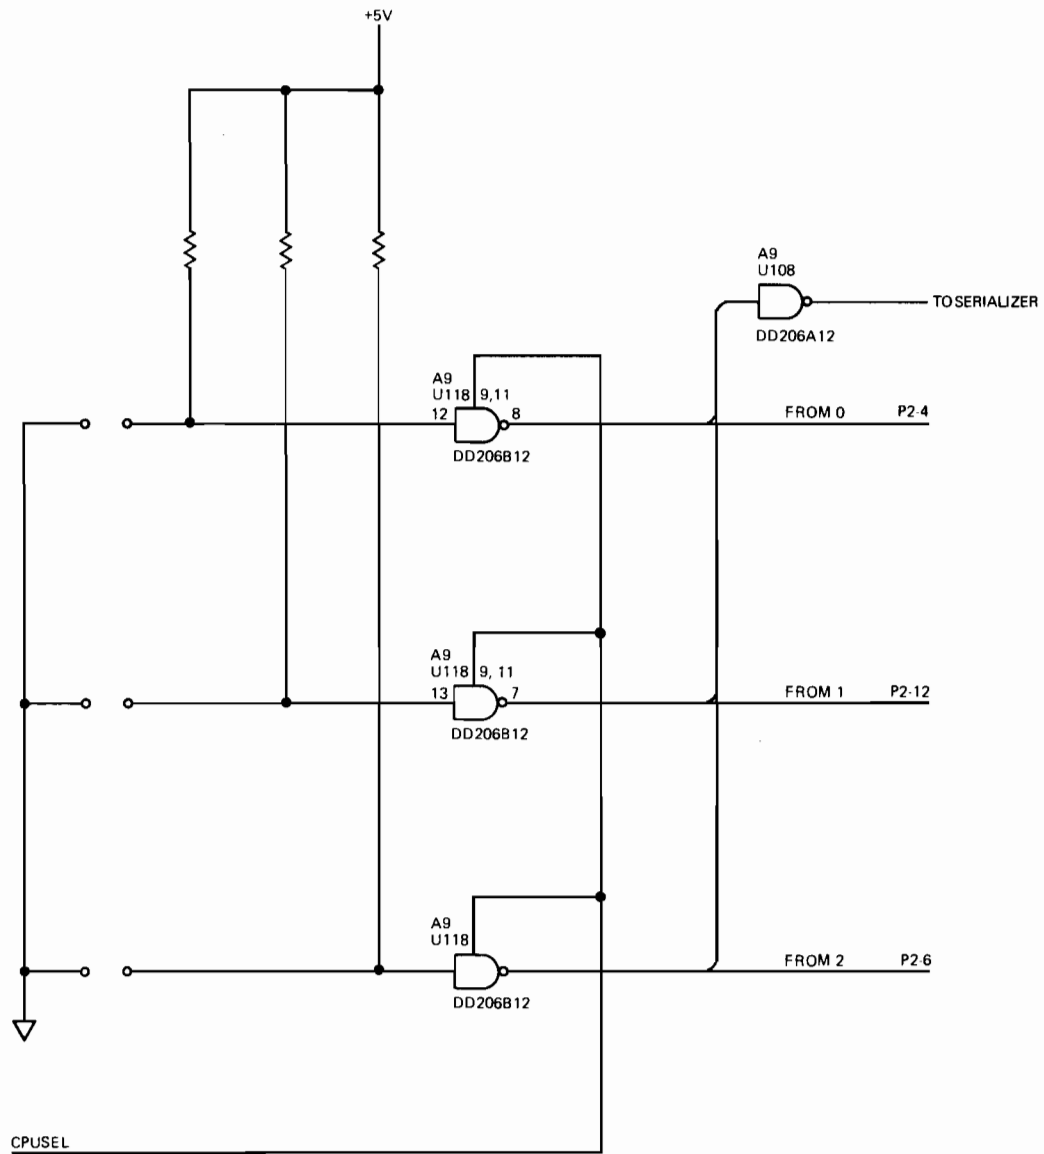 +5V
A9
U108
TO SERIALIZER
DD206A12
A9
U118 9,11
12 8
FROM 0 P2-4
DD206B12
A9
U118 9, 11
13 7
FROM 1 P2-12
DD206B12
A9
U118
FROM 2 P2-6
DD206B12
CPUSEL